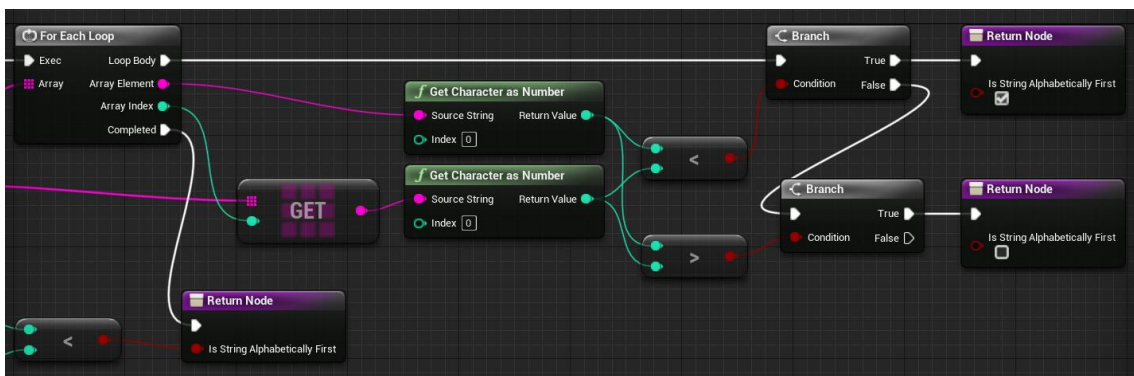 For Each Loop
Exec
Loop Body
Array
Array Element
Array Index
Completed
GET
Get Character as Number
Source String
Return Value
Index 0
Get Character as Number
Source String
Return Value
Index 0
<
>
Branch
True
Condition
False
Return Node
Is String Alphabetically First
Branch
True
Condition
False
Return Node
Is String Alphabetically First
<
Return Node
Is String Alphabetically First